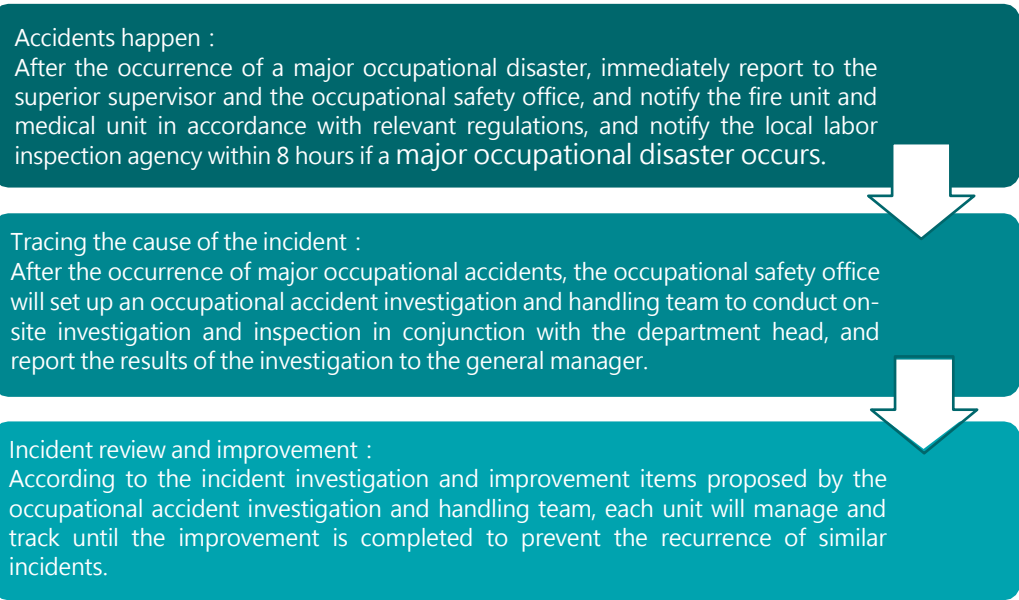 Accidents happen：
After the occurrence of a major occupational disaster, immediately report to the
superior supervisor and the occupational safety office, and notify the fire unit and
medical unit in accordance with relevant regulations, and notify the local labor
inspection agency within 8 hours if a major occupational disaster occurs.
Tracing the cause of the incident：
After the occurrence of major occupational accidents, the occupational safety office
will set up an occupational accident investigation and handling team to conduct on-
site investigation and inspection in conjunction with the department head, and
report the results of the investigation to the general manager.
Incident review and improvement：
According to the incident investigation and improvement items proposed by the
occupational accident investigation and handling team, each unit will manage and
track until the improvement is completed to prevent the recurrence of similar
incidents.